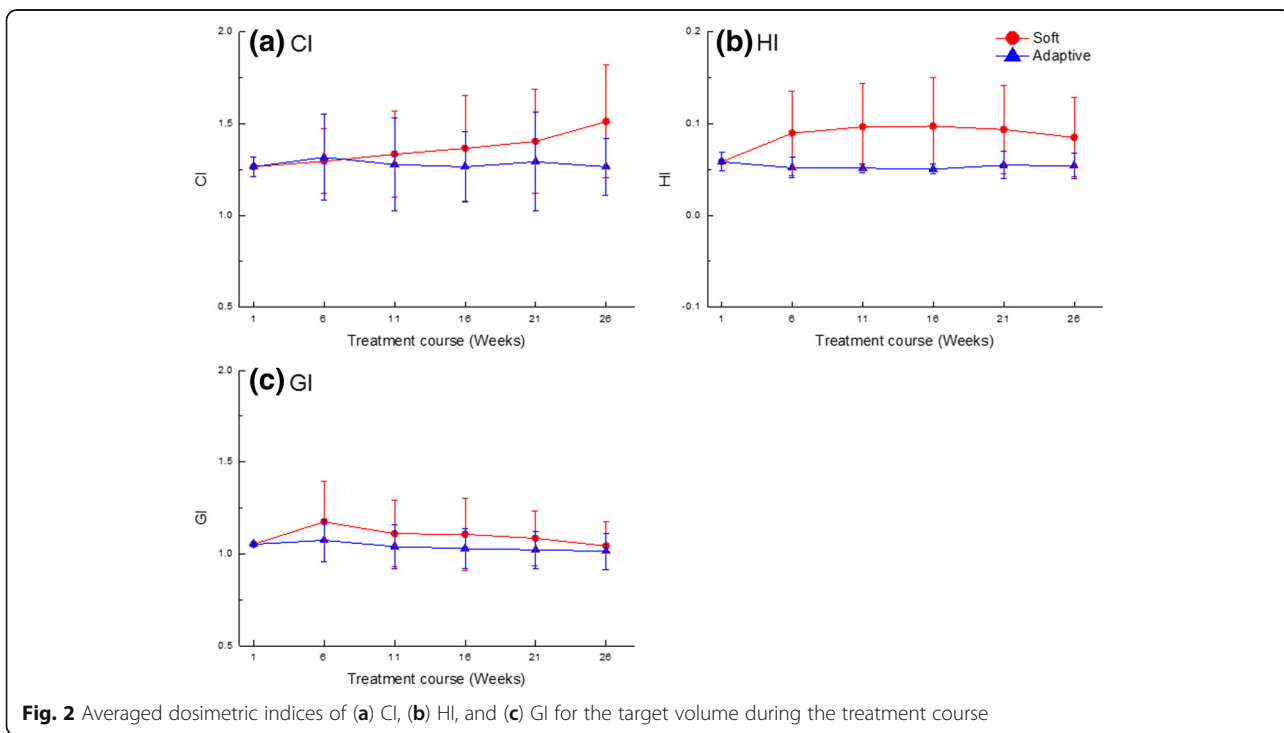 (a) CI
2.0
1.5
1.0
0.5
CI
1 6 11 16 21 26
Treatment course (Weeks)
(b) HI
Soft
Adaptive
0.2
0.1
0.0
-0.1
HI
1 6 11 16 21 26
Treatment course (Weeks)
(c) GI
2.0
1.5
1.0
0.5
GI
1 6 11 16 21 26
Treatment course (Weeks)
Fig. 2 Averaged dosimetric indices of (a) CI, (b) HI, and (c) GI for the target volume during the treatment course